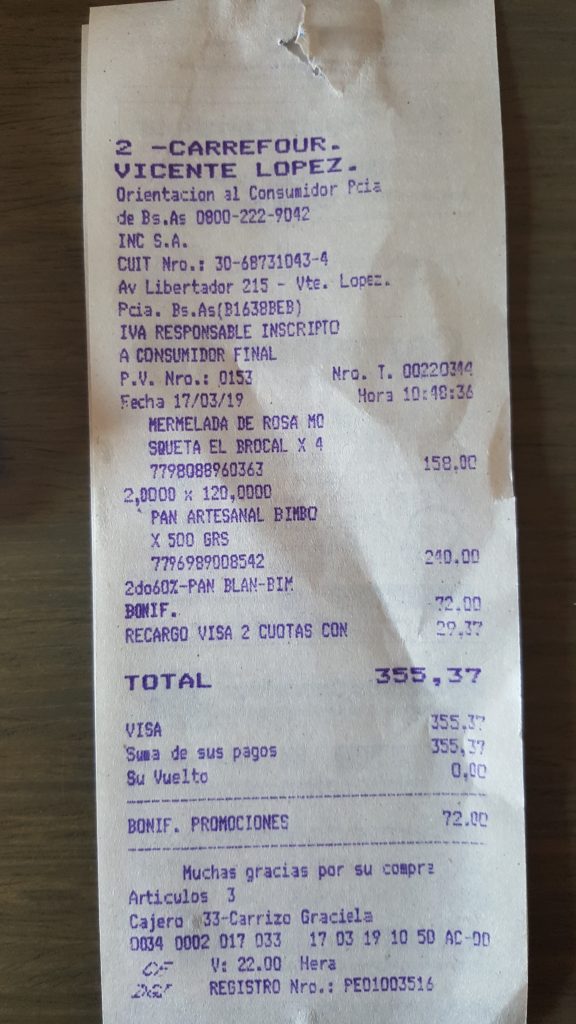 2 -CARREFOUR.
VICENTE LOPEZ.
Orientacion al Consumidor Pcia
de Bs.As 0800-222-9042
INC S.A.
CUIT Nro.: 30-68731043-4
Av Libertador 215 - Vte. Lopez.
Pcia. Bs.As(B1638BEB)
IVA RESPONSABLE INSCRIPTO
A CONSUMIDOR FINAL
P.V. Nro.: 0153 Nro. T. 00220344
Fecha 17/03/19 Hora 10:48:36
MERMELADA DE ROSA MO
SQUETA EL BROCAL X 4
7798088960363 158.00
2,0000 x 120,0000
PAN ARTESANAL BIMBO
X 500 GRS
7796989008542 240.00
2do60%-PAN BLAN-BIM
BONIF. -72.00
RECARGO VISA 2 CUOTAS CON 29,37
TOTAL 355,37
VISA 355,37
Suma de sus pagos 355,37
Su Vuelto 0,00
BONIF. PROMOCIONES 72.00
Muchas gracias por su compra
Articulos 3
Cajero 33-Carrizo Graciela
0034 0002 017 033 17 03 19 10 50 AC-00
CF V: 22.00 Hera
DGI REGISTRO Nro.: PEO1003516